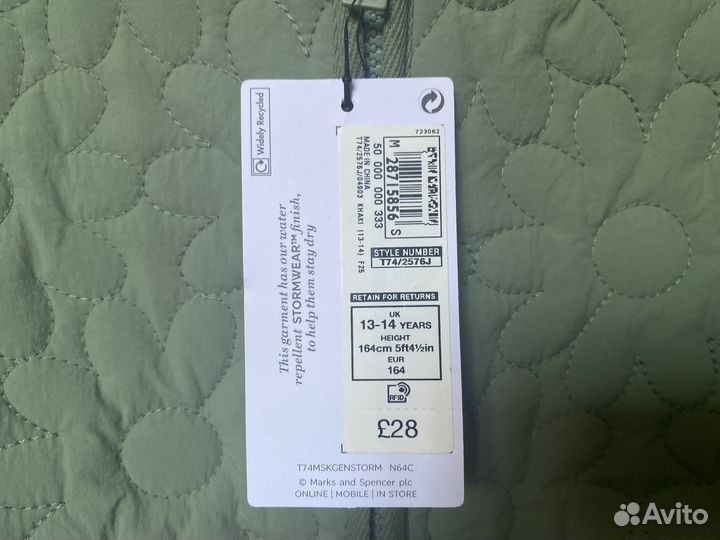 Widely Recycled
This garment has our water
repellent STORMWEAR™ finish,
to help them stay dry
723062
M 28715856 S
50 000 000 333
MADE IN CHINA
T74/2576J/04903 KHAKI (13-14) F25
STYLE NUMBER
T74/2576J
RETAIN FOR RETURNS
UK
13-14 YEARS
HEIGHT
164cm 5ft4½in
EUR
164
RFID
£28
T74MSKGENSTORM N64C
© Marks and Spencer plc
ONLINE | MOBILE | IN STORE
Avito